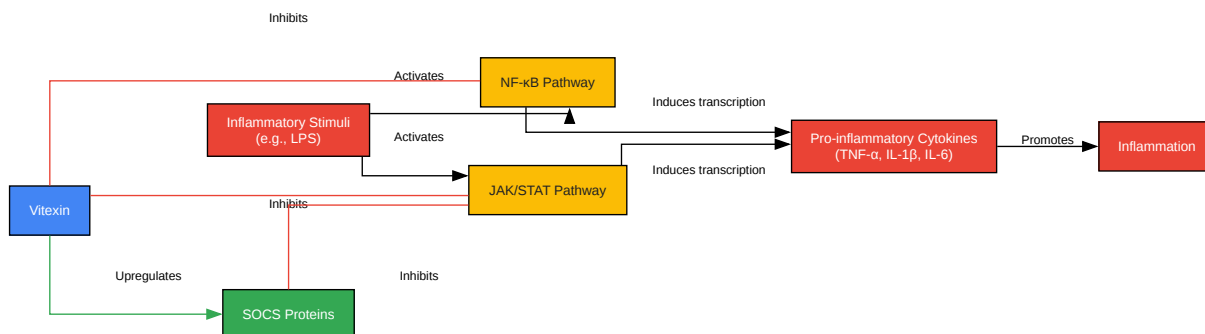 Inhibits
Activates
NF-κB Pathway
Induces transcription
Inflammatory Stimuli
(e.g., LPS)
Activates
Pro-inflammatory Cytokines
(TNF-α, IL-1β, IL-6)
Promotes
Inflammation
Induces transcription
JAK/STAT Pathway
Vitexin
Inhibits
Upregulates
Inhibits
SOCS Proteins